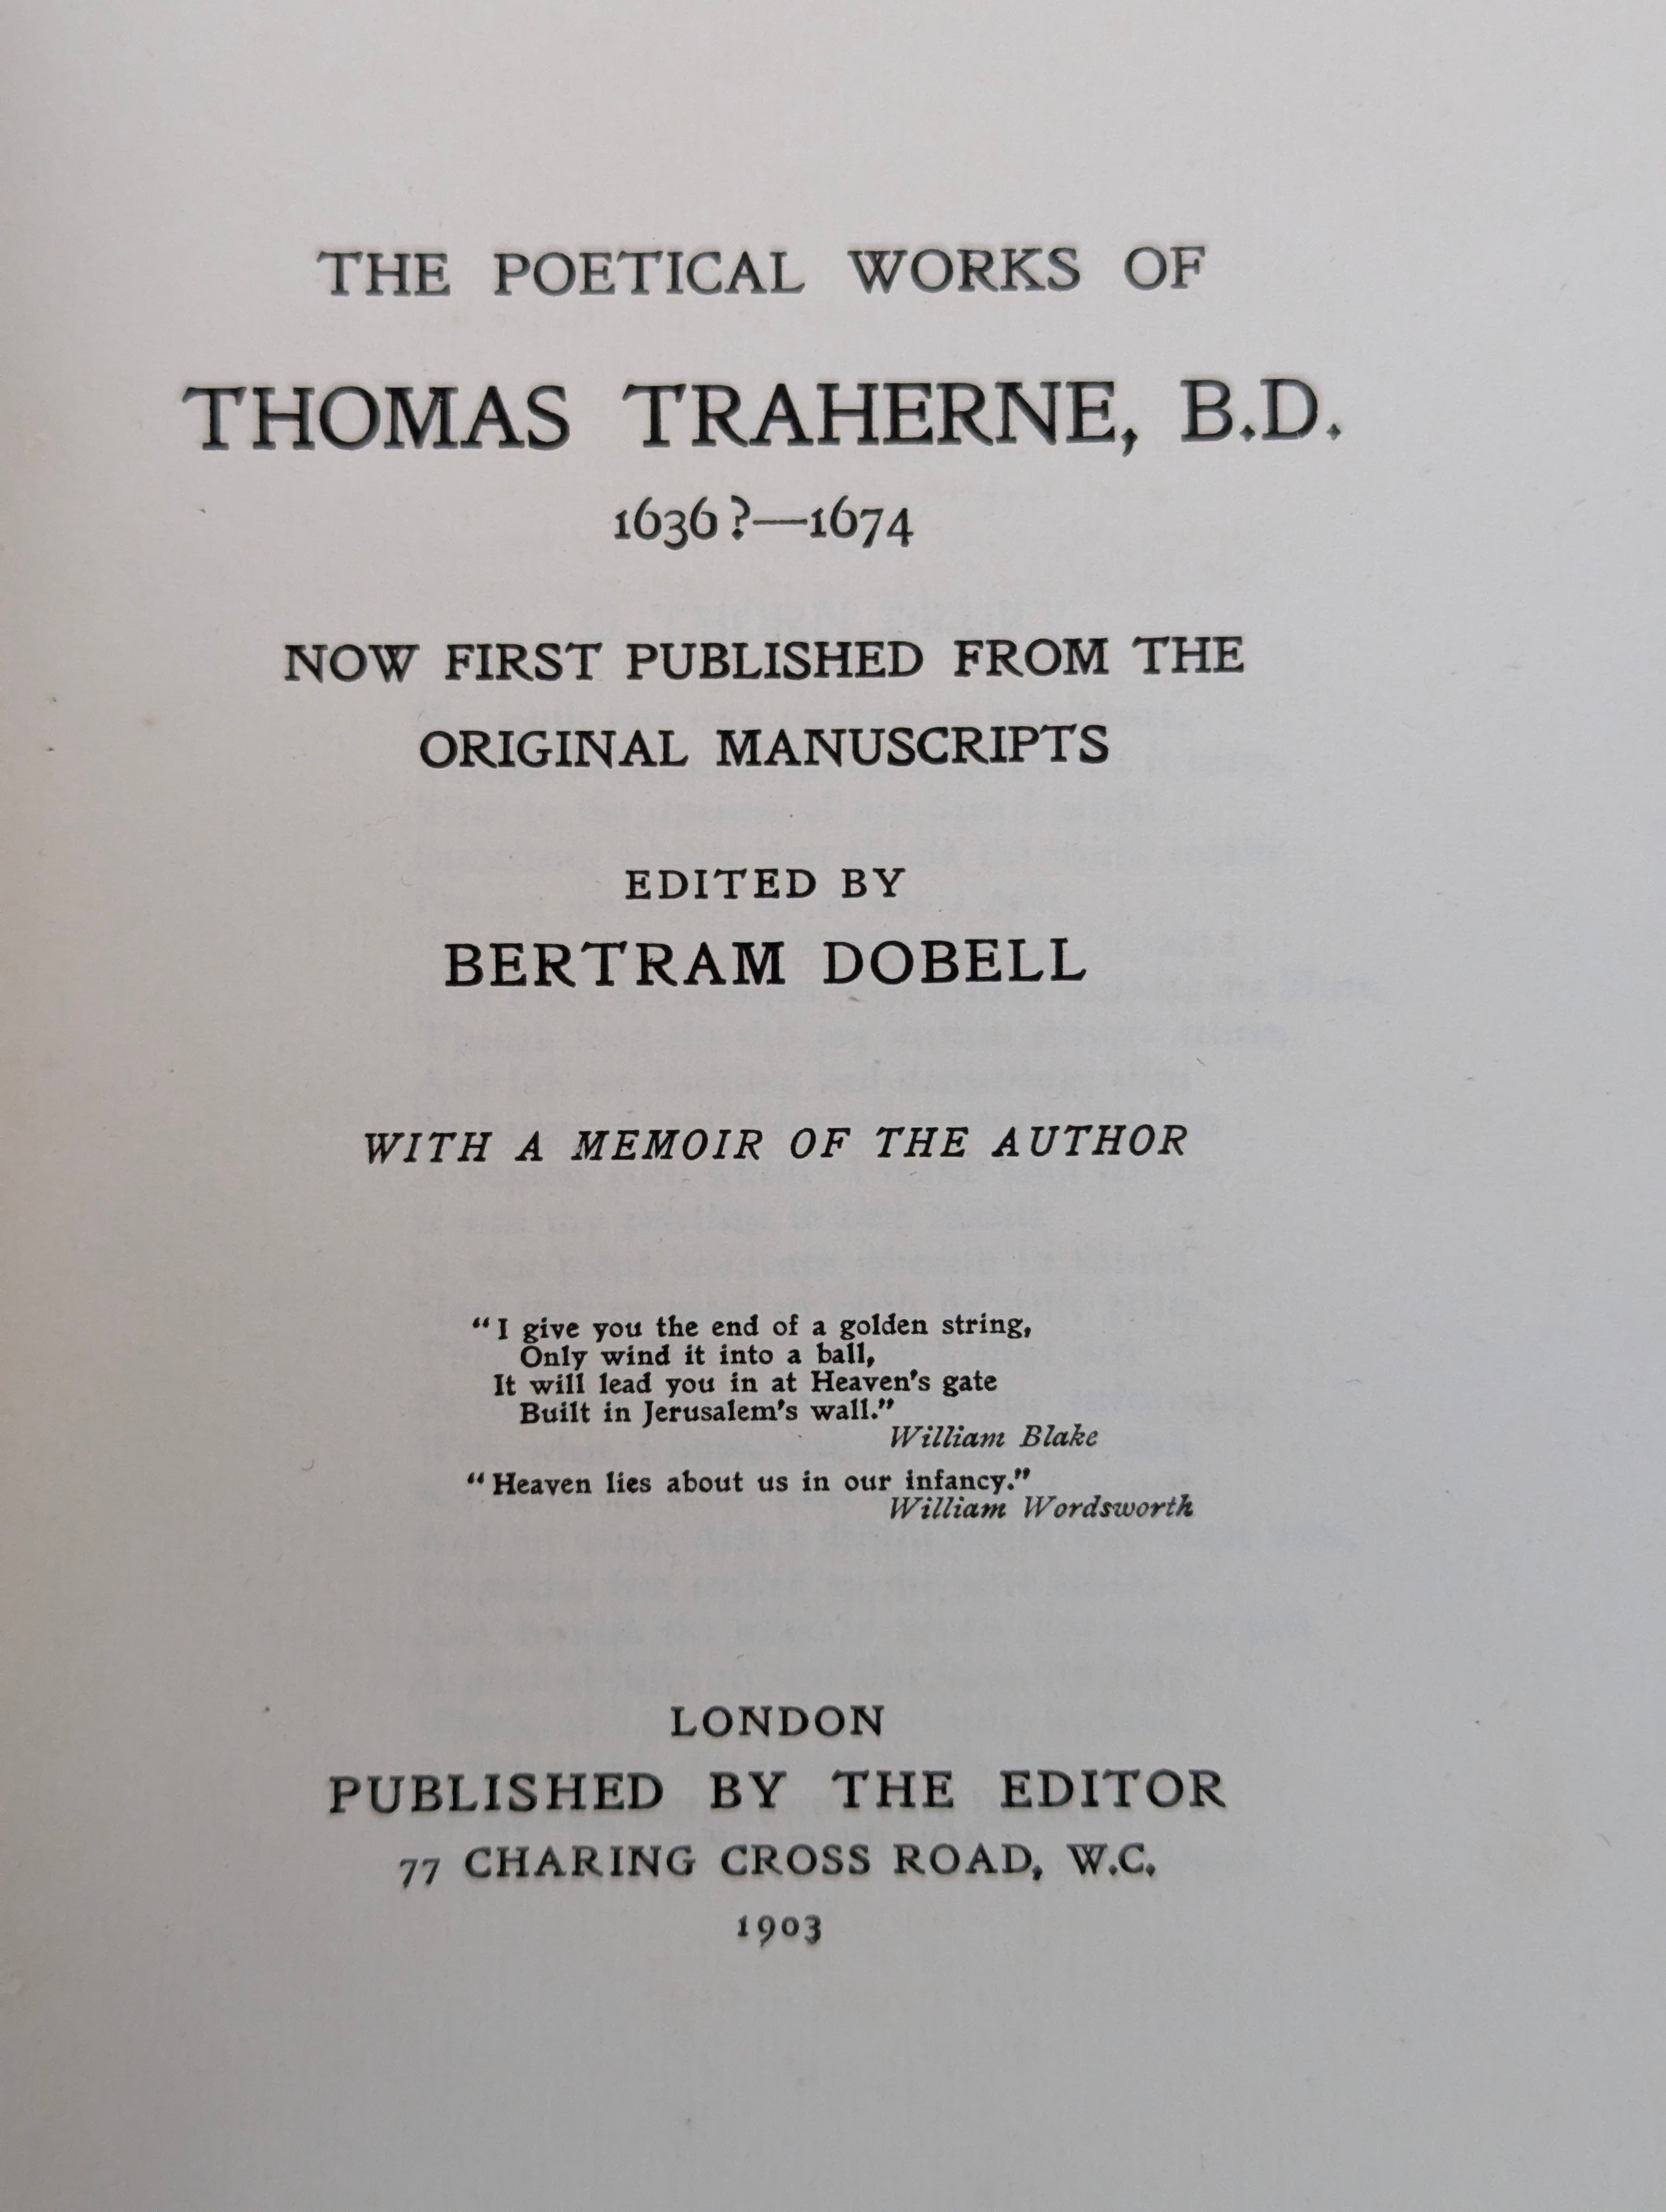 THE POETICAL WORKS OF
THOMAS TRAHERNE, B.D.
1636?—1674
NOW FIRST PUBLISHED FROM THE
ORIGINAL MANUSCRIPTS
EDITED BY
BERTRAM DOBELL
WITH A MEMOIR OF THE AUTHOR
"I give you the end of a golden string,
Only wind it into a ball,
It will lead you in at Heaven's gate
Built in Jerusalem's wall."
William Blake
"Heaven lies about us in our infancy."
William Wordsworth
LONDON
PUBLISHED BY THE EDITOR
77 CHARING CROSS ROAD, W.C.
1903